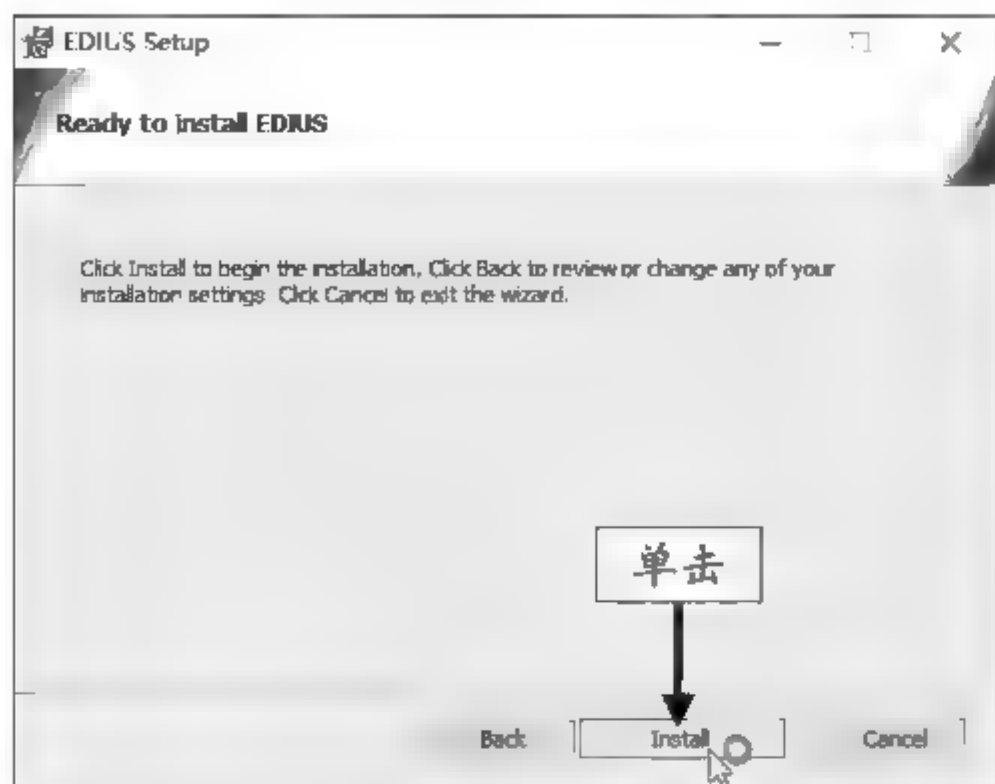 EDIUS Setup
Ready to install EDIUS
Click Install to begin the installation. Click Back to review or change any of your
installation settings. Click Cancel to exit the wizard.
单击
Back
Install
Cancel